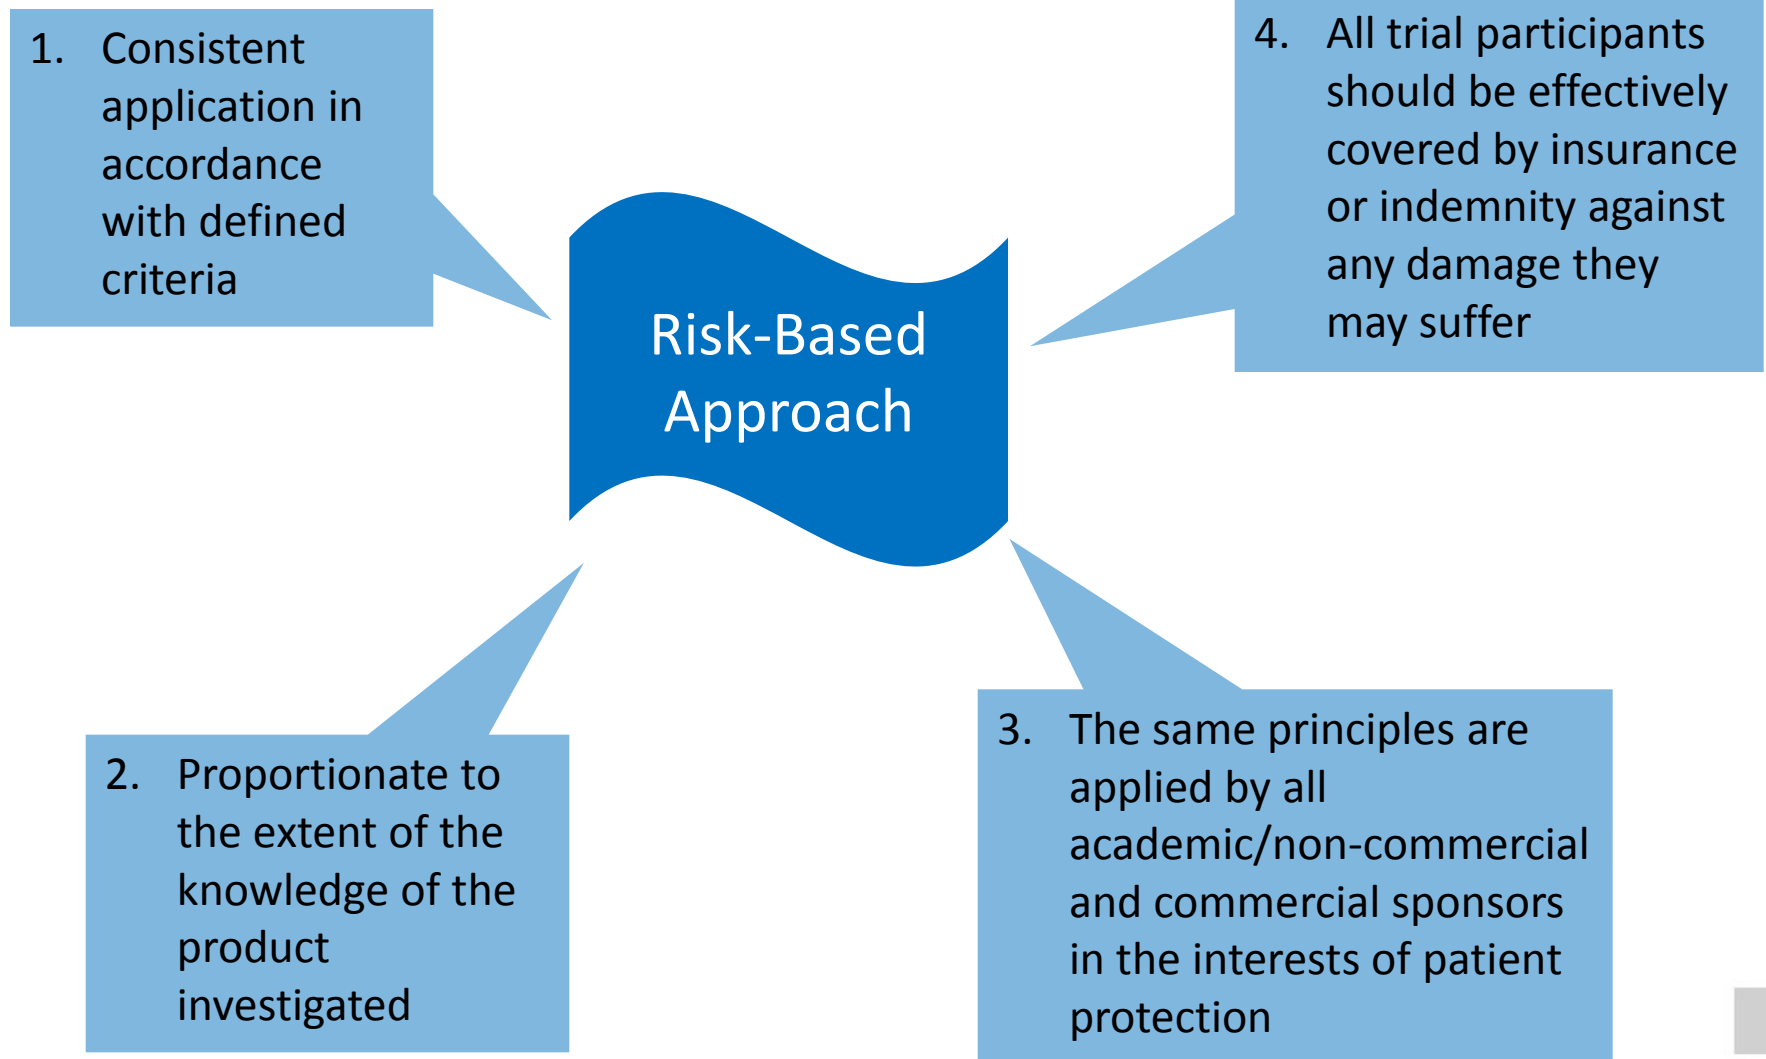 1. Consistent
application in
accordance
with defined
criteria
4. All trial participants
should be effectively
covered by insurance
or indemnity against
any damage they
may suffer
Risk-Based
Approach
2. Proportionate to
the extent of the
knowledge of the
product
investigated
3. The same principles are
applied by all
academic/non-commercial
and commercial sponsors
in the interests of patient
protection